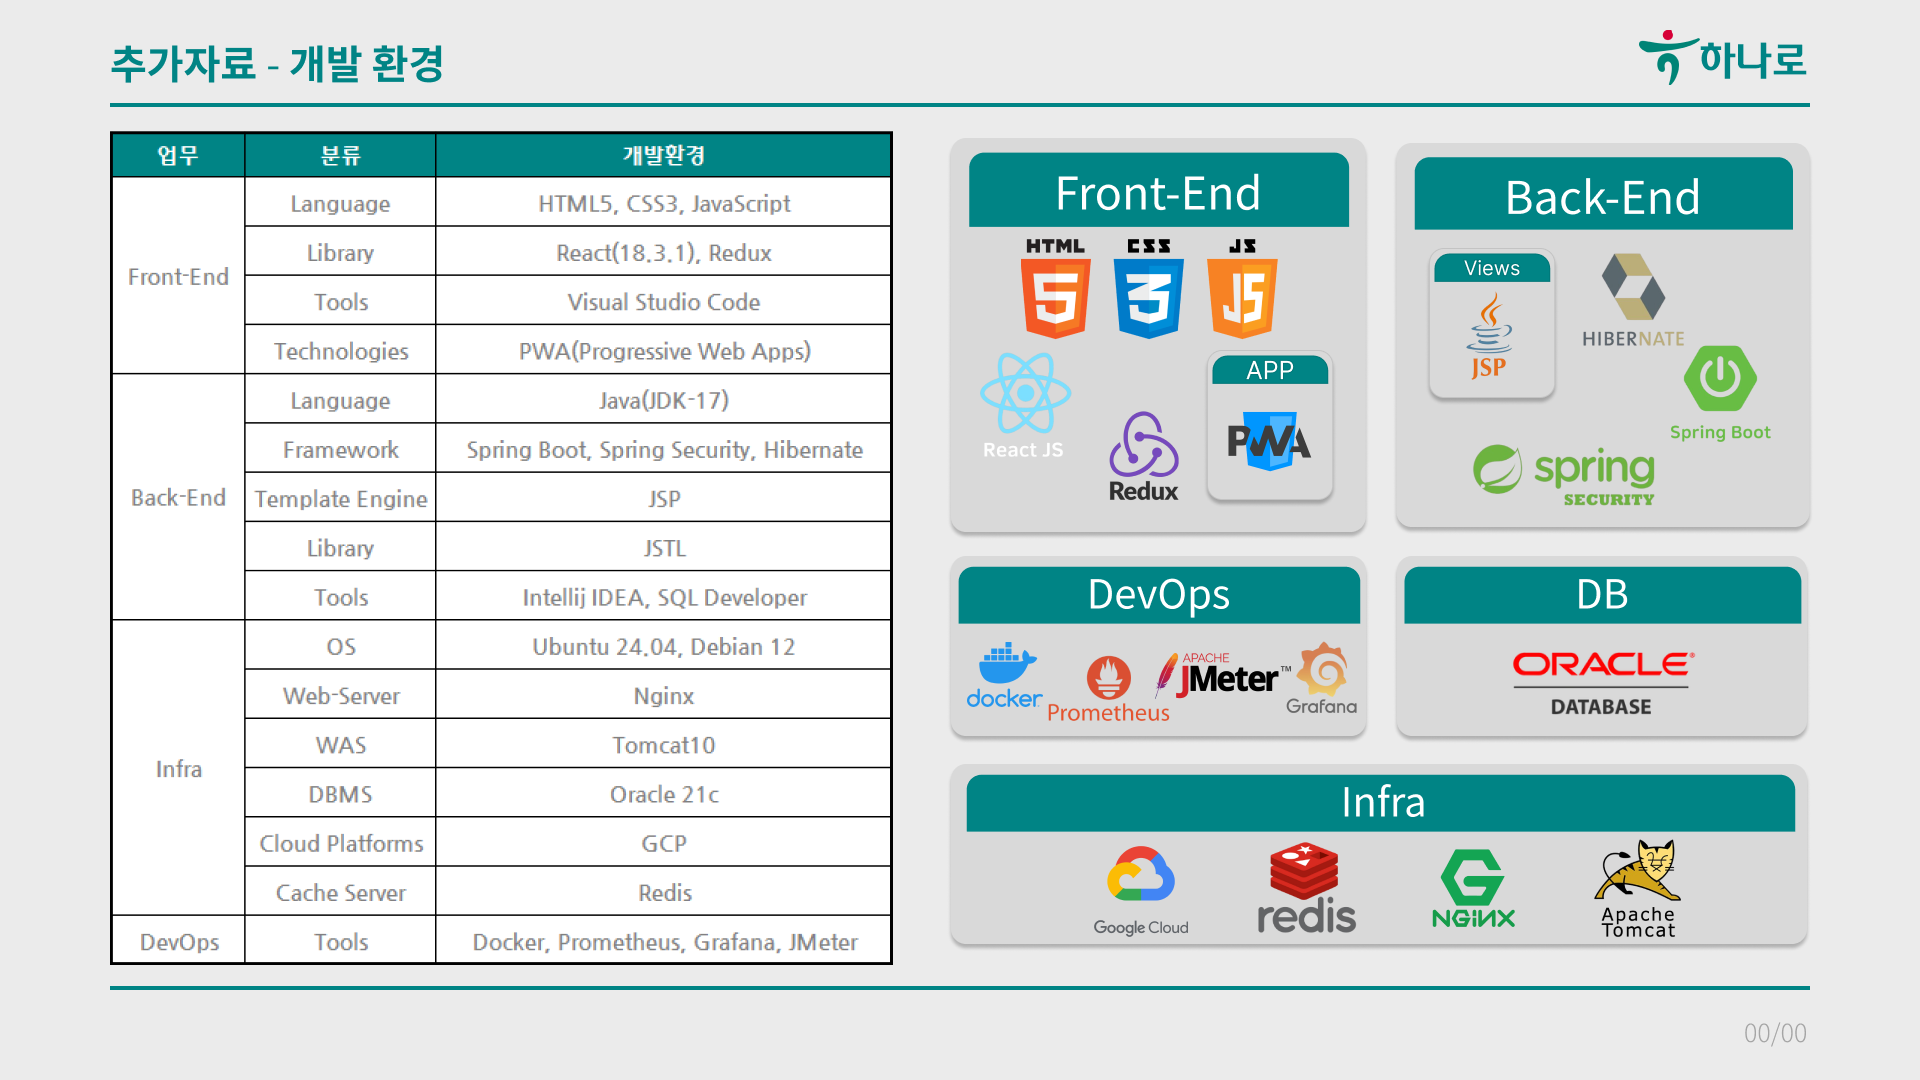 추가자료 - 개발 환경
하나로
업무 분류 개발환경
Front-End
Language HTML5, CSS3, JavaScript
Library React(18.3.1), Redux
Tools Visual Studio Code
Technologies PWA(Progressive Web Apps)
Back-End
Language Java(JDK-17)
Framework Spring Boot, Spring Security, Hibernate
Template Engine JSP
Library JSTL
Tools Intellij IDEA, SQL Developer
Infra
OS Ubuntu 24.04, Debian 12
Web-Server Nginx
WAS Tomcat10
DBMS Oracle 21c
Cloud Platforms GCP
Cache Server Redis
DevOps Tools Docker, Prometheus, Grafana, JMeter
Front-End
HTML CSS JS
5 3 JS
React JS
Redux
APP
PWA
Back-End
Views
JSP
HIBERNATE
Spring Boot
spring
SECURITY
DevOps
docker
Prometheus
APACHE
JMeter™
Grafana
DB
ORACLE®
DATABASE
Infra
Google Cloud
redis
NGiNX
Apache
Tomcat
00/00